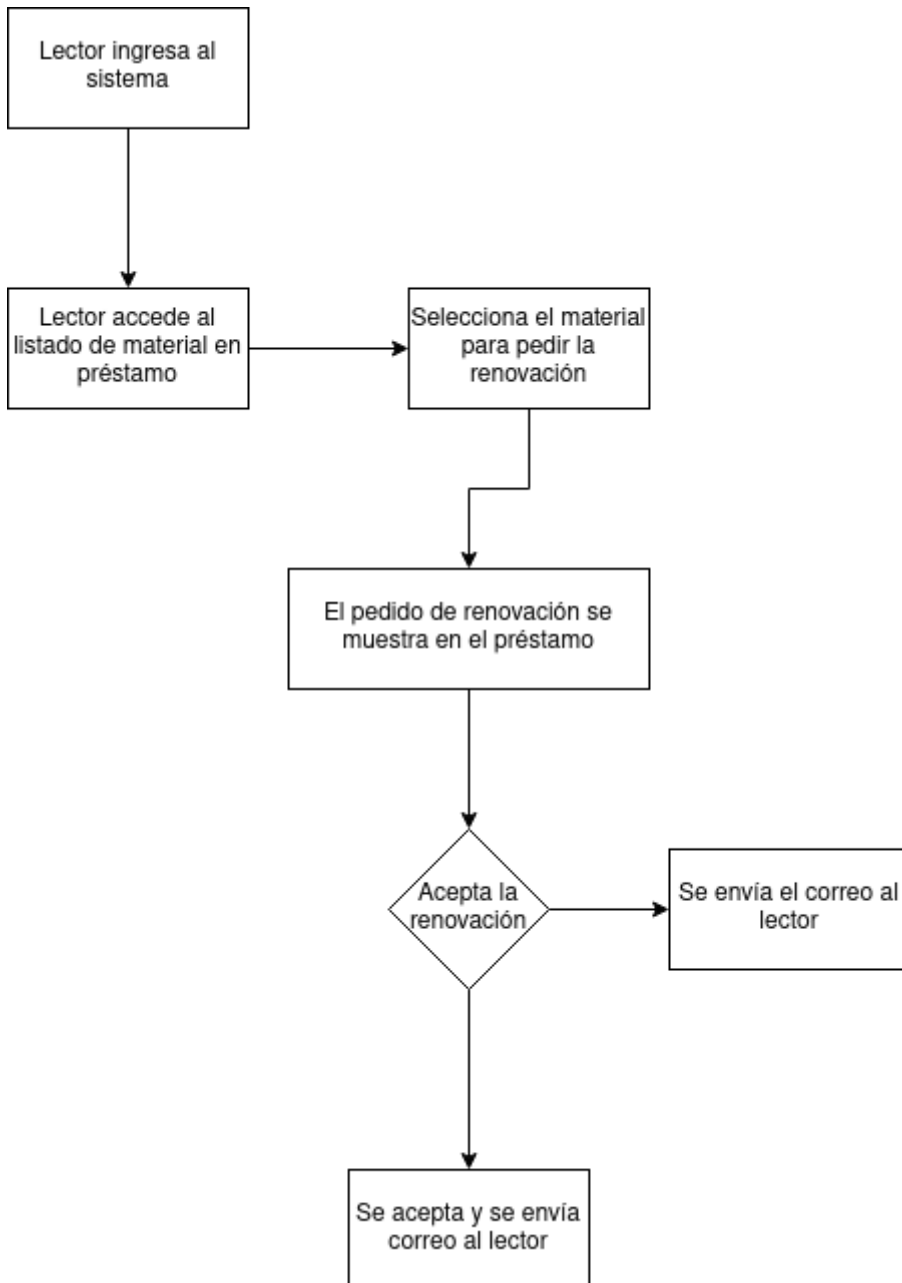 Lector ingresa al
sistema
Lector accede al
listado de material en
préstamo
Selecciona el material
para pedir la
renovación
El pedido de renovación se
muestra en el préstamo
Acepta la
renovación
Se envía el correo al
lector
Se acepta y se envía
correo al lector